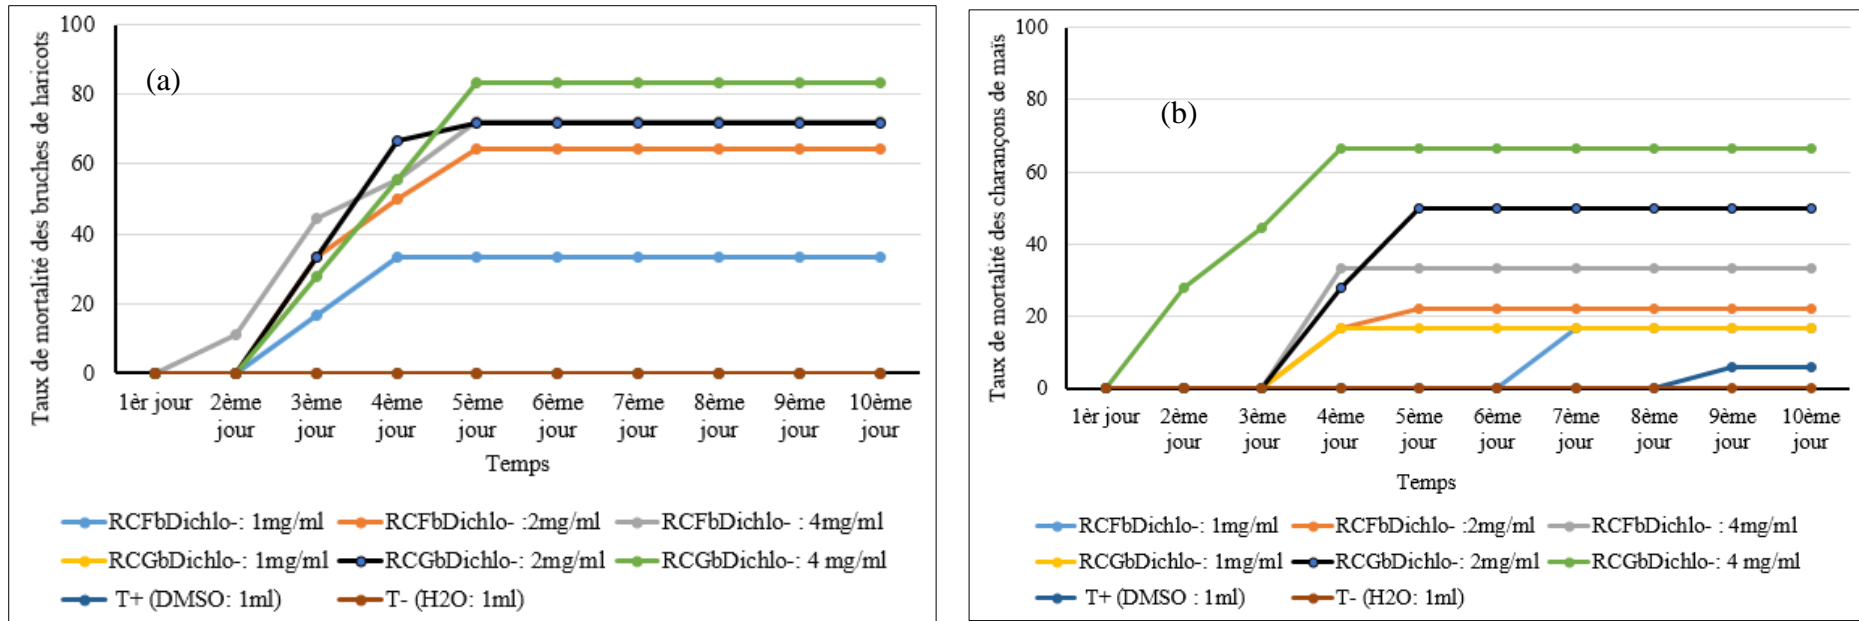 Taux de mortalité des bruches de haricots
100
80
60
40
20
0
(a)
1èr jour 2ème jour 3ème jour 4ème jour 5ème jour 6ème jour 7ème jour 8ème jour 9ème jour 10ème jour
Temps
RCFbDichlo-: 1mg/ml RCFbDichlo- :2mg/ml RCFbDichlo- : 4mg/ml
RCGbDichlo-: 1mg/ml RCGbDichlo-: 2mg/ml RCGbDichlo-: 4 mg/ml
T+ (DMSO: 1ml) T- (H2O: 1ml)
Taux de mortalité des charançons de maïs
100
80
60
40
20
0
(b)
1èr jour 2ème jour 3ème jour 4ème jour 5ème jour 6ème jour 7ème jour 8ème jour 9ème jour 10ème jour
Temps
RCFbDichlo-: 1mg/ml RCFbDichlo- :2mg/ml RCFbDichlo- : 4mg/ml
RCGbDichlo-: 1mg/ml RCGbDichlo-: 2mg/ml RCGbDichlo-: 4 mg/ml
T+ (DMSO : 1ml) T- (H2O: 1ml)